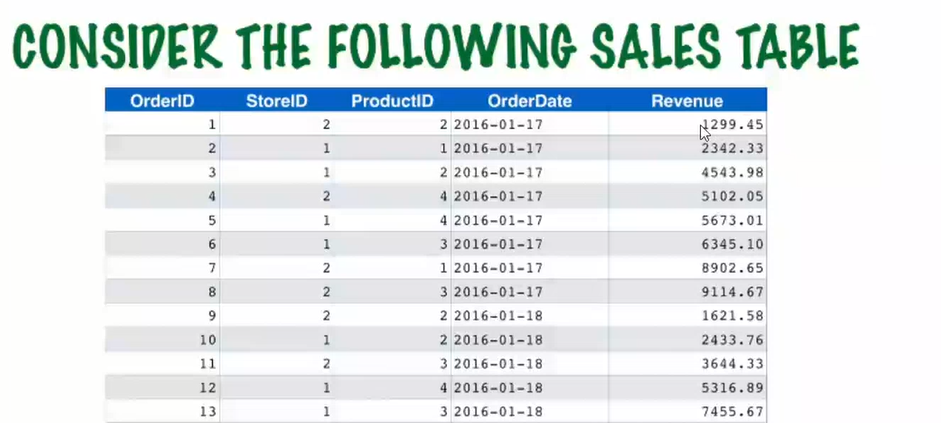 CONSIDER THE FOLLOWING SALES TABLE
OrderID StoreID ProductID OrderDate Revenue
1 2 2 2016-01-17 1299.45
2 1 1 2016-01-17 2342.33
3 1 2 2016-01-17 4543.98
4 2 4 2016-01-17 5102.05
5 1 4 2016-01-17 5673.01
6 1 3 2016-01-17 6345.10
7 2 1 2016-01-17 8902.65
8 2 3 2016-01-17 9114.67
9 2 2 2016-01-18 1621.58
10 1 2 2016-01-18 2433.76
11 2 3 2016-01-18 3644.33
12 1 4 2016-01-18 5316.89
13 1 3 2016-01-18 7455.67